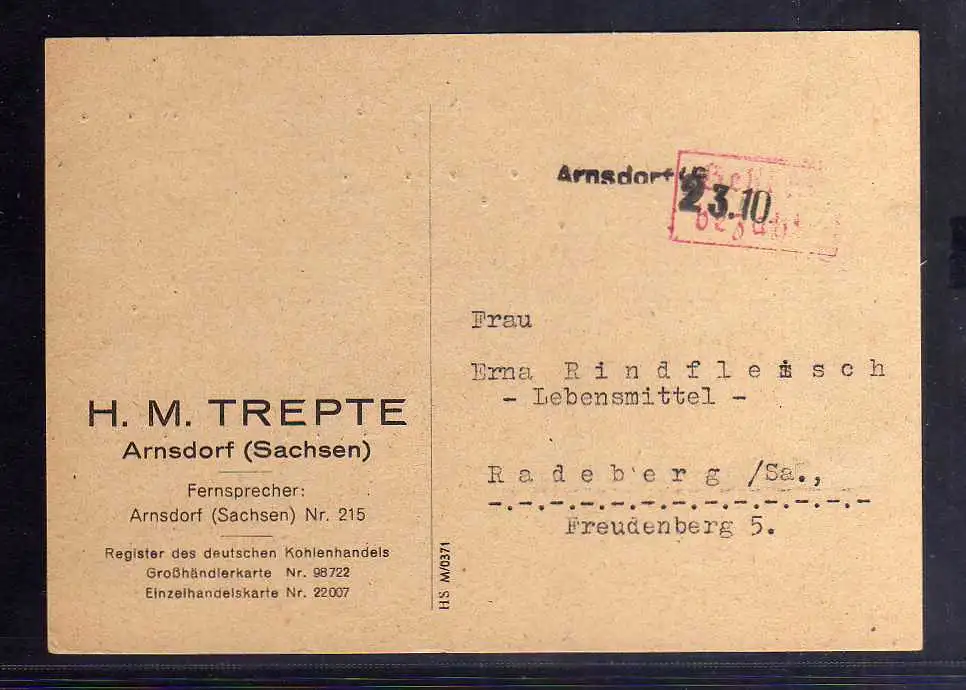 H. M. TREPTE
Arnsdorf (Sachsen)
Fernsprecher:
Arnsdorf (Sachsen) Nr. 215
Register des deutschen Kohlenhandels
Großhändlerkarte Nr. 98722
Einzelhandelskarte Nr. 22007
HS M/0371
Arnsdorf
23.10
Frau
Erna Rindfleisch
- Lebensmittel -
Radeberg /Sa.,
-.-.-.-.-.-.-.-.-.-.-.-.-
Freudenberg 5.